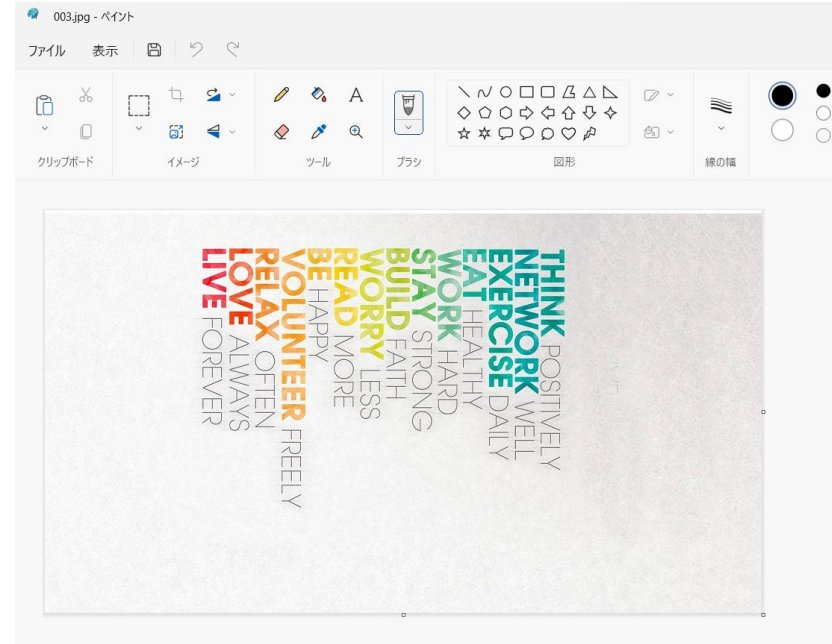 003.jpg - ペイント
ファイル 表示
A
クリップボード
イメージ
ツール
ブラシ
図形
線の幅
THINK POSITIVELY
NETWORK WELL
EXERCISE DAILY
EAT HEALTHY
WORK HARD
STAY STRONG
BUILD FAITH
WORRY LESS
READ MORE
BE HAPPY
VOLUNTEER FREELY
RELAX OFTEN
LOVE ALWAYS
LIVE FOREVER